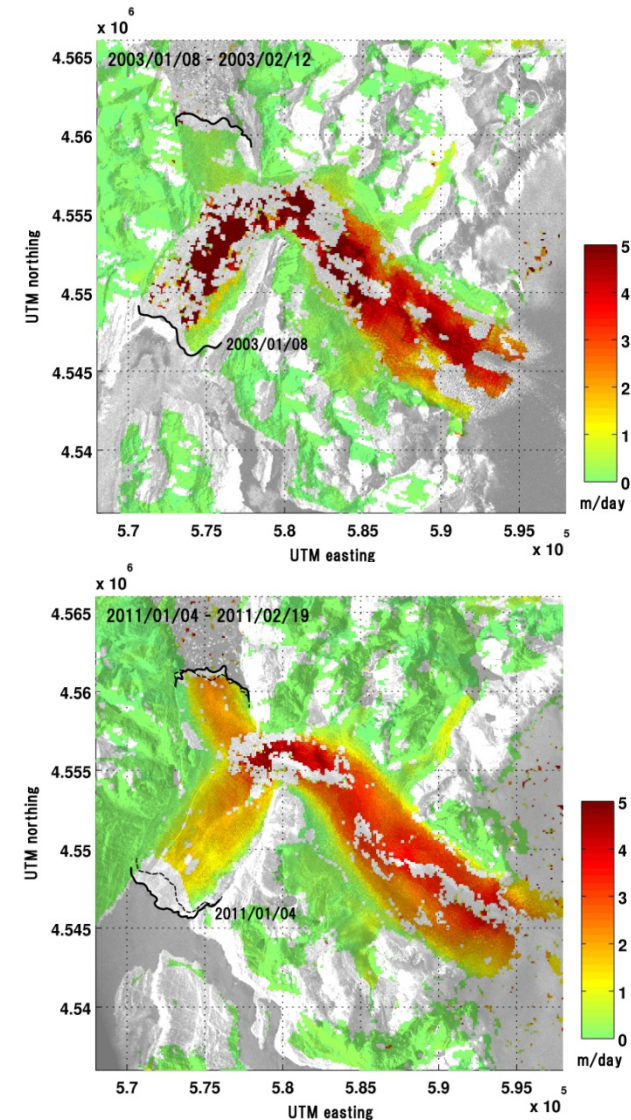 x 10 6
2003/01/08 - 2003/02/12
4.565
4.56
4.555
4.55
4.545
4.54
UTM northing
2003/01/08
5
4
3
2
1
0
m/day
5.7 5.75 5.8 5.85 5.9 5.95
UTM easting
x 10 5
x 10 6
2011/01/04 - 2011/02/19
4.565
4.56
4.555
4.55
4.545
4.54
UTM northing
2011/01/04
5
4
3
2
1
0
m/day
5.7 5.75 5.8 5.85 5.9 5.95
UTM easting
x 10 5